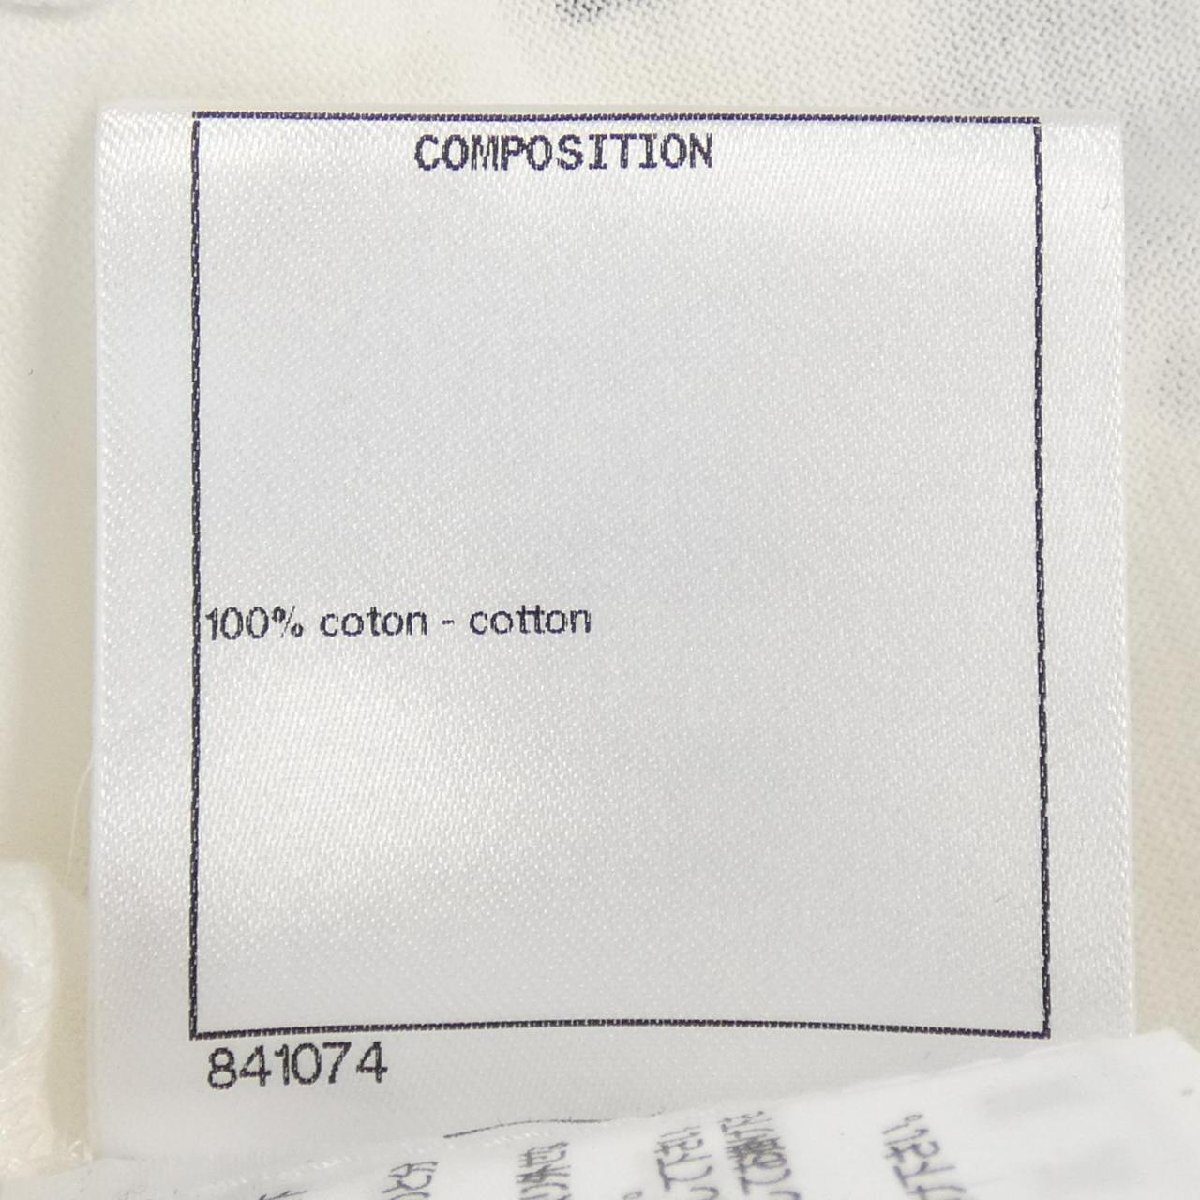 COMPOSITION
100% coton - cotton
841074